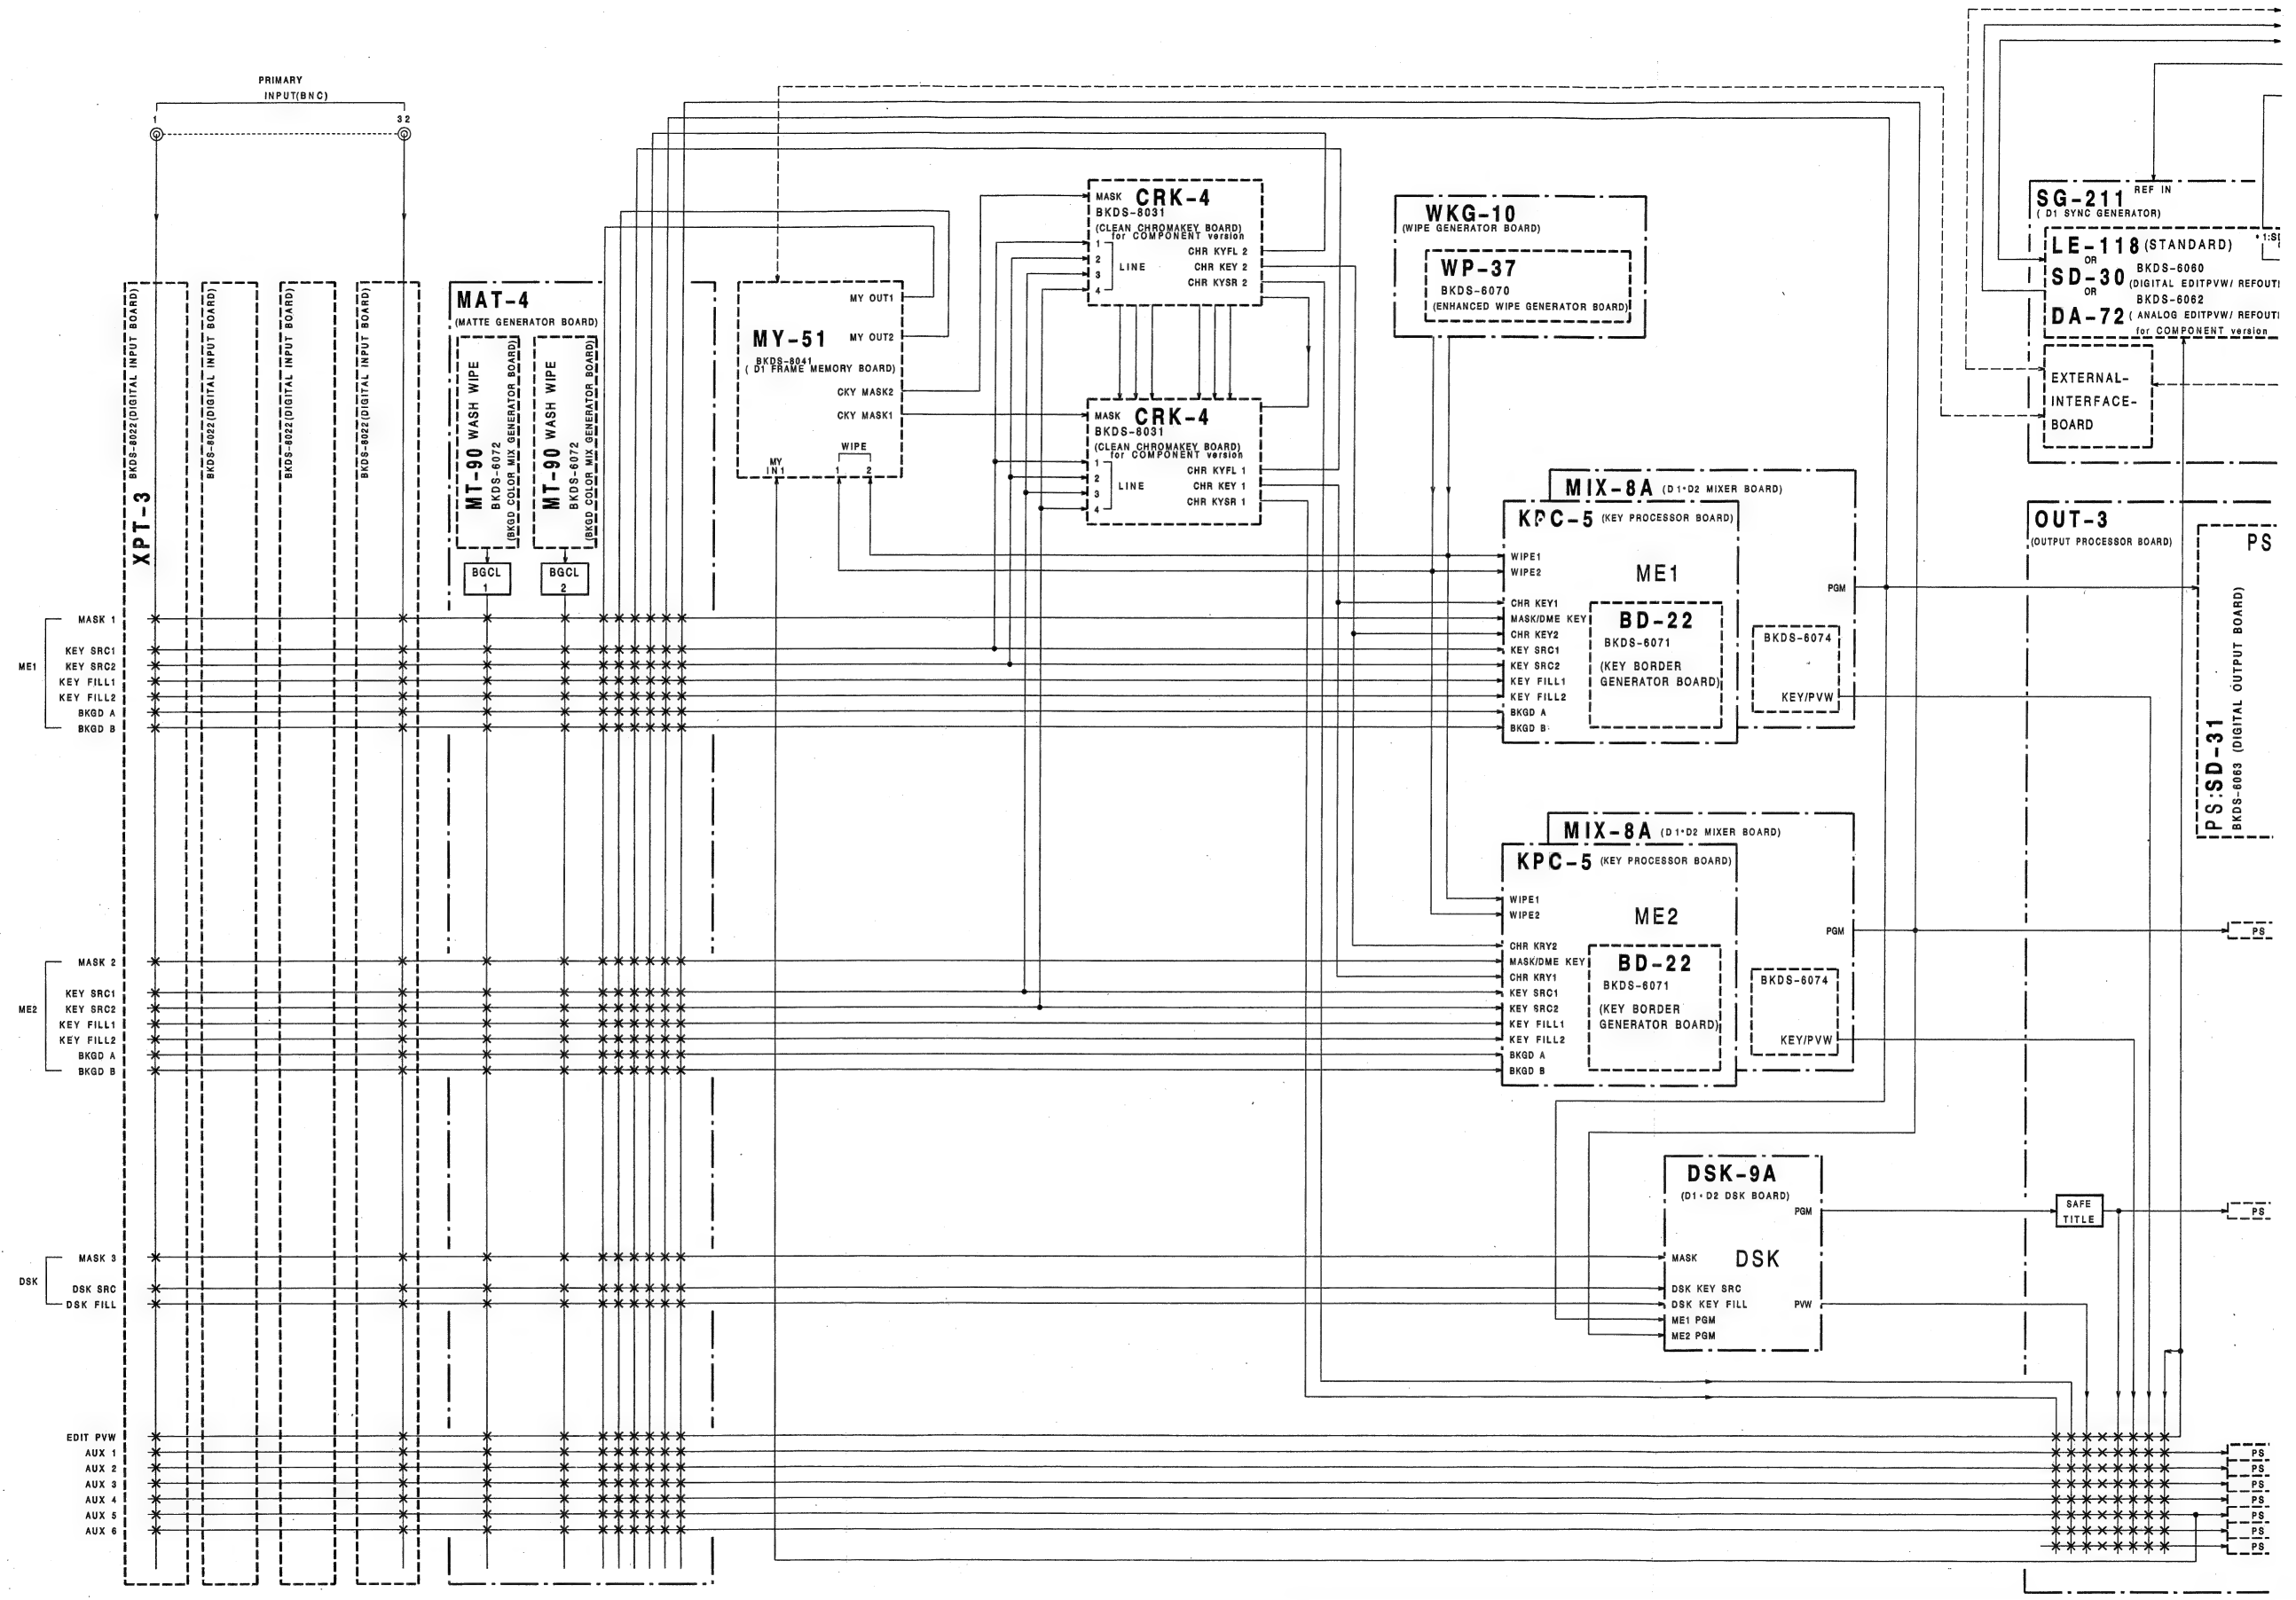 PRIMARY
INPUT(BNC)
1
32
XPT-3
BKDS-8022(DIGITAL INPUT BOARD)
BKDS-8022(DIGITAL INPUT BOARD)
BKDS-8022(DIGITAL INPUT BOARD)
BKDS-8022(DIGITAL INPUT BOARD)
MAT-4
(MATTE GENERATOR BOARD)
MT-90 WASH WIPE
BKDS-6072
(BKGD COLOR MIX GENERATOR BOARD)
MT-90 WASH WIPE
BKDS-6072
(BKGD COLOR MIX GENERATOR BOARD)
BGCL
1
BGCL
2
MY OUT1
MY-51
MY OUT2
BKDS-8041
( D1 FRAME MEMORY BOARD)
CKY MASK2
CKY MASK1
WIPE
MY
IN1
1
2
MASK CRK-4
BKDS-8031
(CLEAN CHROMAKEY BOARD)
for COMPONENT version
1
2
3
4
LINE
CHR KYFL 2
CHR KEY 2
CHR KYSR 2
MASK CRK-4
BKDS-8031
(CLEAN CHROMAKEY BOARD)
for COMPONENT version
1
2
3
4
LINE
CHR KYFL 1
CHR KEY 1
CHR KYSR 1
WKG-10
(WIPE GENERATOR BOARD)
WP-37
BKDS-6070
(ENHANCED WIPE GENERATOR BOARD)
REF IN
SG-211
( D1 SYNC GENERATOR)
LE-118(STANDARD)
OR
SD-30 BKDS-6060
(DIGITAL EDITPVW/ REFOUT
OR
BKDS-6062
DA-72 ( ANALOG EDITPVW/ REFOUT
for COMPONENT version
EXTERNAL-
INTERFACE-
BOARD
MIX-8A (D1•D2 MIXER BOARD)
KPC-5 (KEY PROCESSOR BOARD)
WIPE1
WIPE2
ME1
PGM
CHR KEY1
MASK/DME KEY
CHR KEY2
KEY SRC1
KEY SRC2
KEY FILL1
KEY FILL2
BKGD A
BKGD B
BD-22
BKDS-6071
(KEY BORDER
GENERATOR BOARD)
BKDS-6074
KEY/PVW
OUT-3
(OUTPUT PROCESSOR BOARD)
PS
PS:SD-31
BKDS-6063 (DIGITAL OUTPUT BOARD)
ME1
MASK 1
KEY SRC1
KEY SRC2
KEY FILL1
KEY FILL2
BKGD A
BKGD B
MIX-8A (D1•D2 MIXER BOARD)
KPC-5 (KEY PROCESSOR BOARD)
WIPE1
WIPE2
ME2
PGM
PS
CHR KRY2
MASK/DME KEY
CHR KRY1
KEY SRC1
KEY SRC2
KEY FILL1
KEY FILL2
BKGD A
BKGD B
BD-22
BKDS-6071
(KEY BORDER
GENERATOR BOARD)
BKDS-6074
KEY/PVW
ME2
MASK 2
KEY SRC1
KEY SRC2
KEY FILL1
KEY FILL2
BKGD A
BKGD B
DSK-9A
(D1•D2 DSK BOARD)
PGM
SAFE
TITLE
PS
MASK
DSK
DSK KEY SRC
DSK KEY FILL
PVW
ME1 PGM
ME2 PGM
DSK
MASK 3
DSK SRC
DSK FILL
EDIT PVW
AUX 1
AUX 2
AUX 3
AUX 4
AUX 5
AUX 6
PS
PS
PS
PS
PS
PS
PS